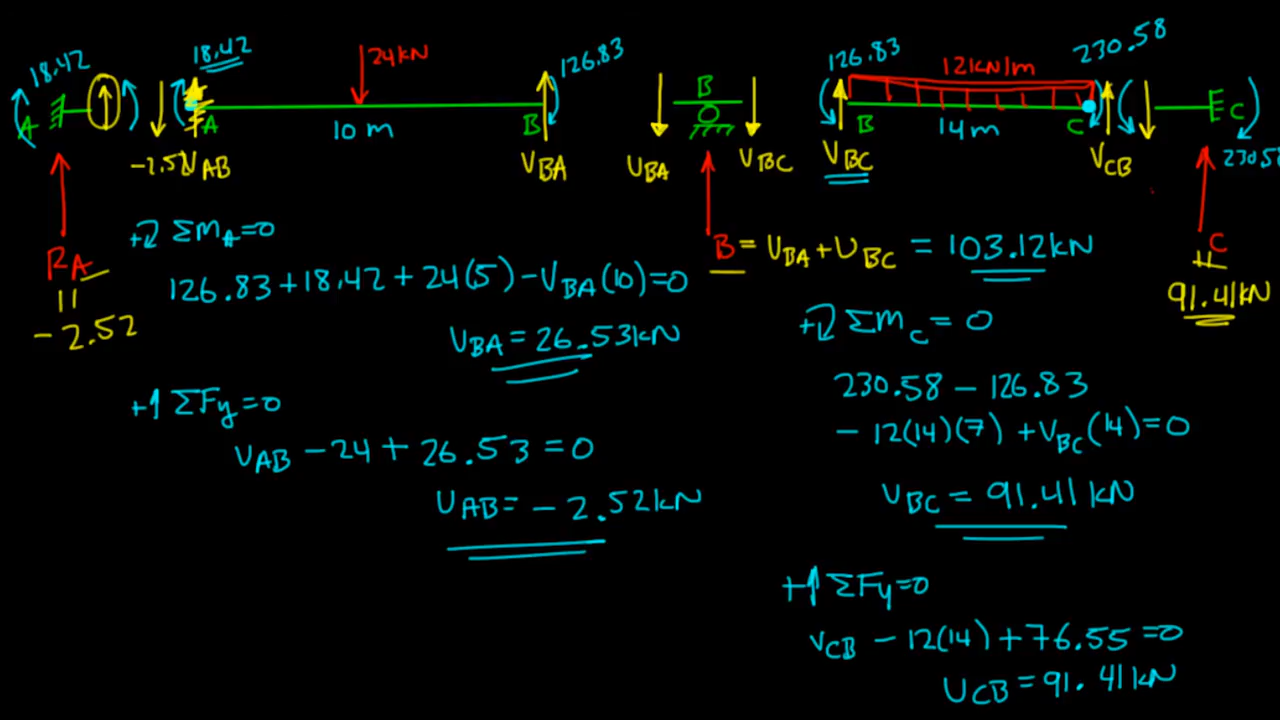 18.42
A
-2.52
V_AB
18.42
A
24kN
10 m
B
126.83
V_BA
V_BA
B
V_BC
126.83
V_BC
B
12kN/m
14m
C
230.58
V_CB
C
230.58
R_A
=
-2.52
+ ΣM_A=0
126.83+18.42+24(5)-V_BA(10)=0
V_BA=26.53kN
+↑ΣFy=0
V_AB -24+26.53=0
V_AB=-2.52kN
B=V_BA+V_BC = 103.12kN
C
=
91.41kN
+ ΣM_C=0
230.58-126.83
-12(14)(7)+V_BC(14)=0
V_BC=91.41kN
+↑ΣFy=0
V_CB -12(14)+76.55=0
V_CB=91.41kN